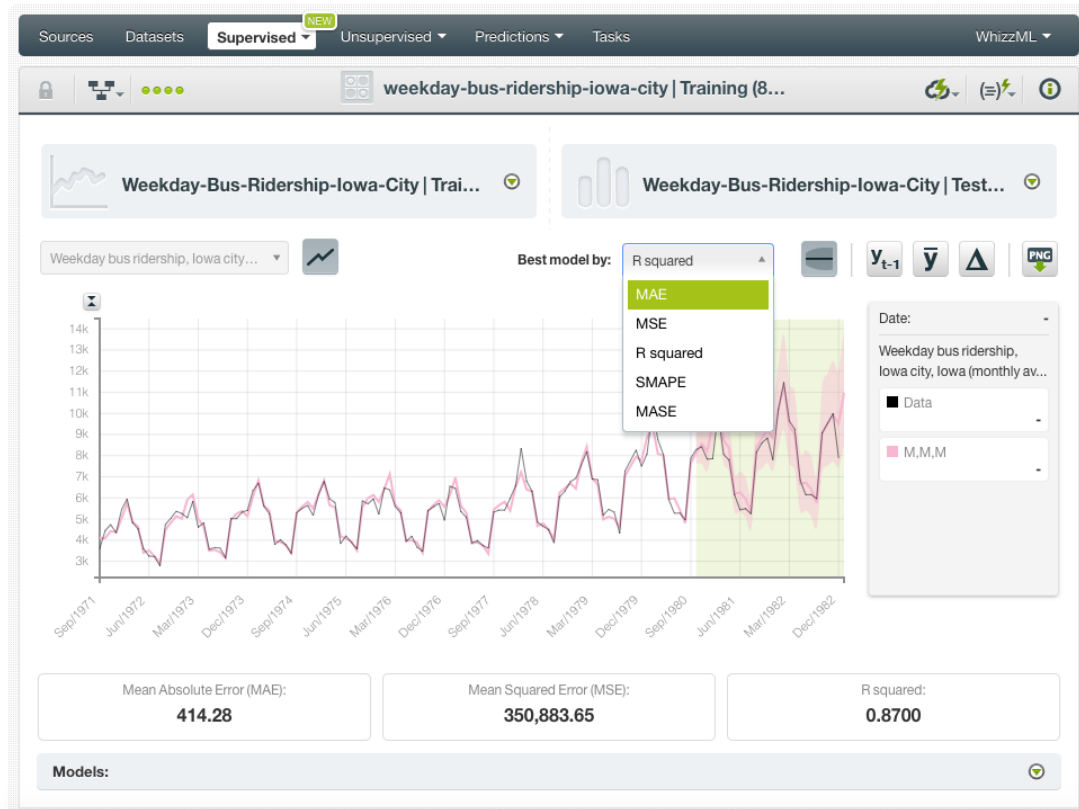 NEW
Sources Datasets Supervised Unsupervised Predictions Tasks WhizzML
weekday-bus-ridership-iowa-city | Training (8...
Weekday-Bus-Ridership-Iowa-City | Trai...
Weekday-Bus-Ridership-Iowa-City | Test...
Weekday bus ridership, Iowa city...
Best model by: R squared
yt-1 ȳ Δ PNG
MAE
MSE
R squared
SMAPE
MASE
14k
13k
12k
11k
10k
9k
8k
7k
6k
5k
4k
3k
Sep/1971 Jun/1972 Mar/1973 Dec/1973 Sep/1974 Jun/1975 Mar/1976 Dec/1976 Sep/1977 Jun/1978 Mar/1979 Dec/1979 Sep/1980 Jun/1981 Mar/1982 Dec/1982
Date: -
Weekday bus ridership,
Iowa city, Iowa (monthly av...
Data
-
M,M,M
-
Mean Absolute Error (MAE):
414.28
Mean Squared Error (MSE):
350,883.65
R squared:
0.8700
Models: